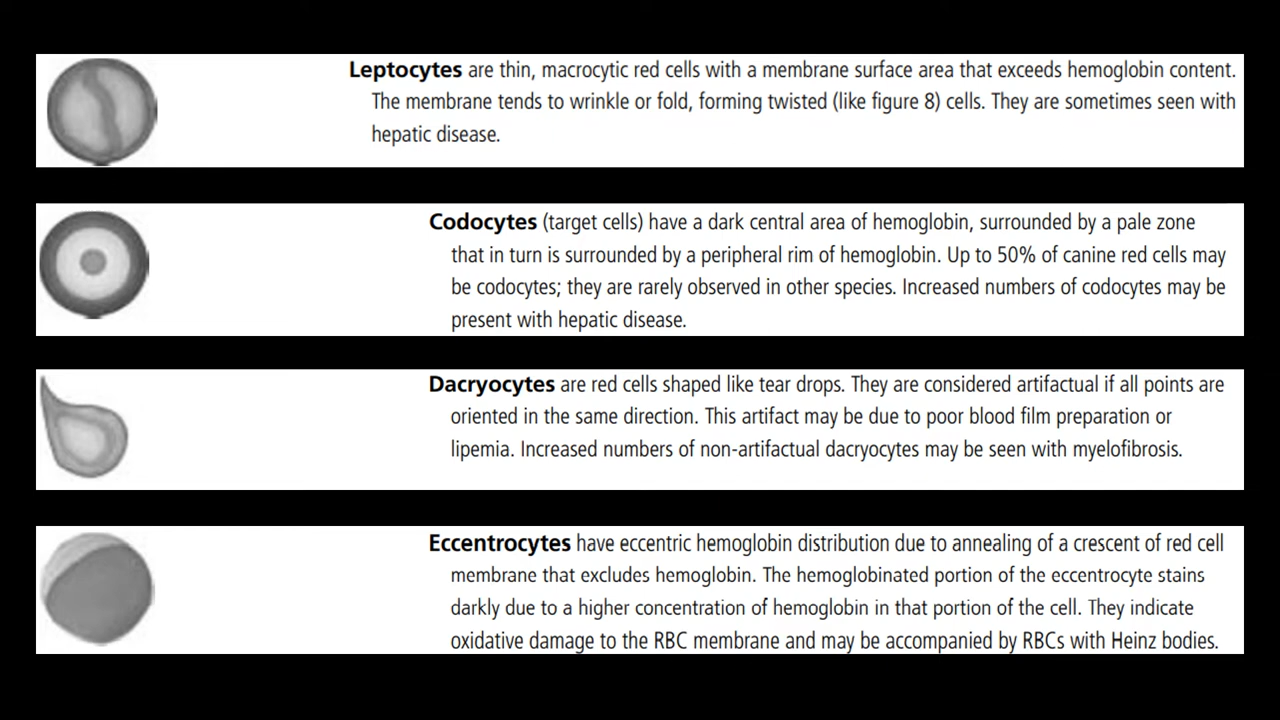 Leptocytes are thin, macrocytic red cells with a membrane surface area that exceeds hemoglobin content.
The membrane tends to wrinkle or fold, forming twisted (like figure 8) cells. They are sometimes seen with
hepatic disease.
Codocytes (target cells) have a dark central area of hemoglobin, surrounded by a pale zone
that in turn is surrounded by a peripheral rim of hemoglobin. Up to 50% of canine red cells may
be codocytes; they are rarely observed in other species. Increased numbers of codocytes may be
present with hepatic disease.
Dacryocytes are red cells shaped like tear drops. They are considered artifactual if all points are
oriented in the same direction. This artifact may be due to poor blood film preparation or
lipemia. Increased numbers of non-artifactual dacryocytes may be seen with myelofibrosis.
Eccentrocytes have eccentric hemoglobin distribution due to annealing of a crescent of red cell
membrane that excludes hemoglobin. The hemoglobinated portion of the eccentrocyte stains
darkly due to a higher concentration of hemoglobin in that portion of the cell. They indicate
oxidative damage to the RBC membrane and may be accompanied by RBCs with Heinz bodies.